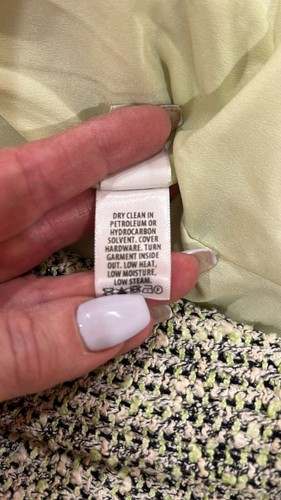 DRY CLEAN IN
PETROLEUM OR
HYDROCARBON
SOLVENT. COVER
HARDWARE. TURN
GARMENT INSIDE
OUT. LOW HEAT,
LOW MOISTURE,
LOW STEAM.